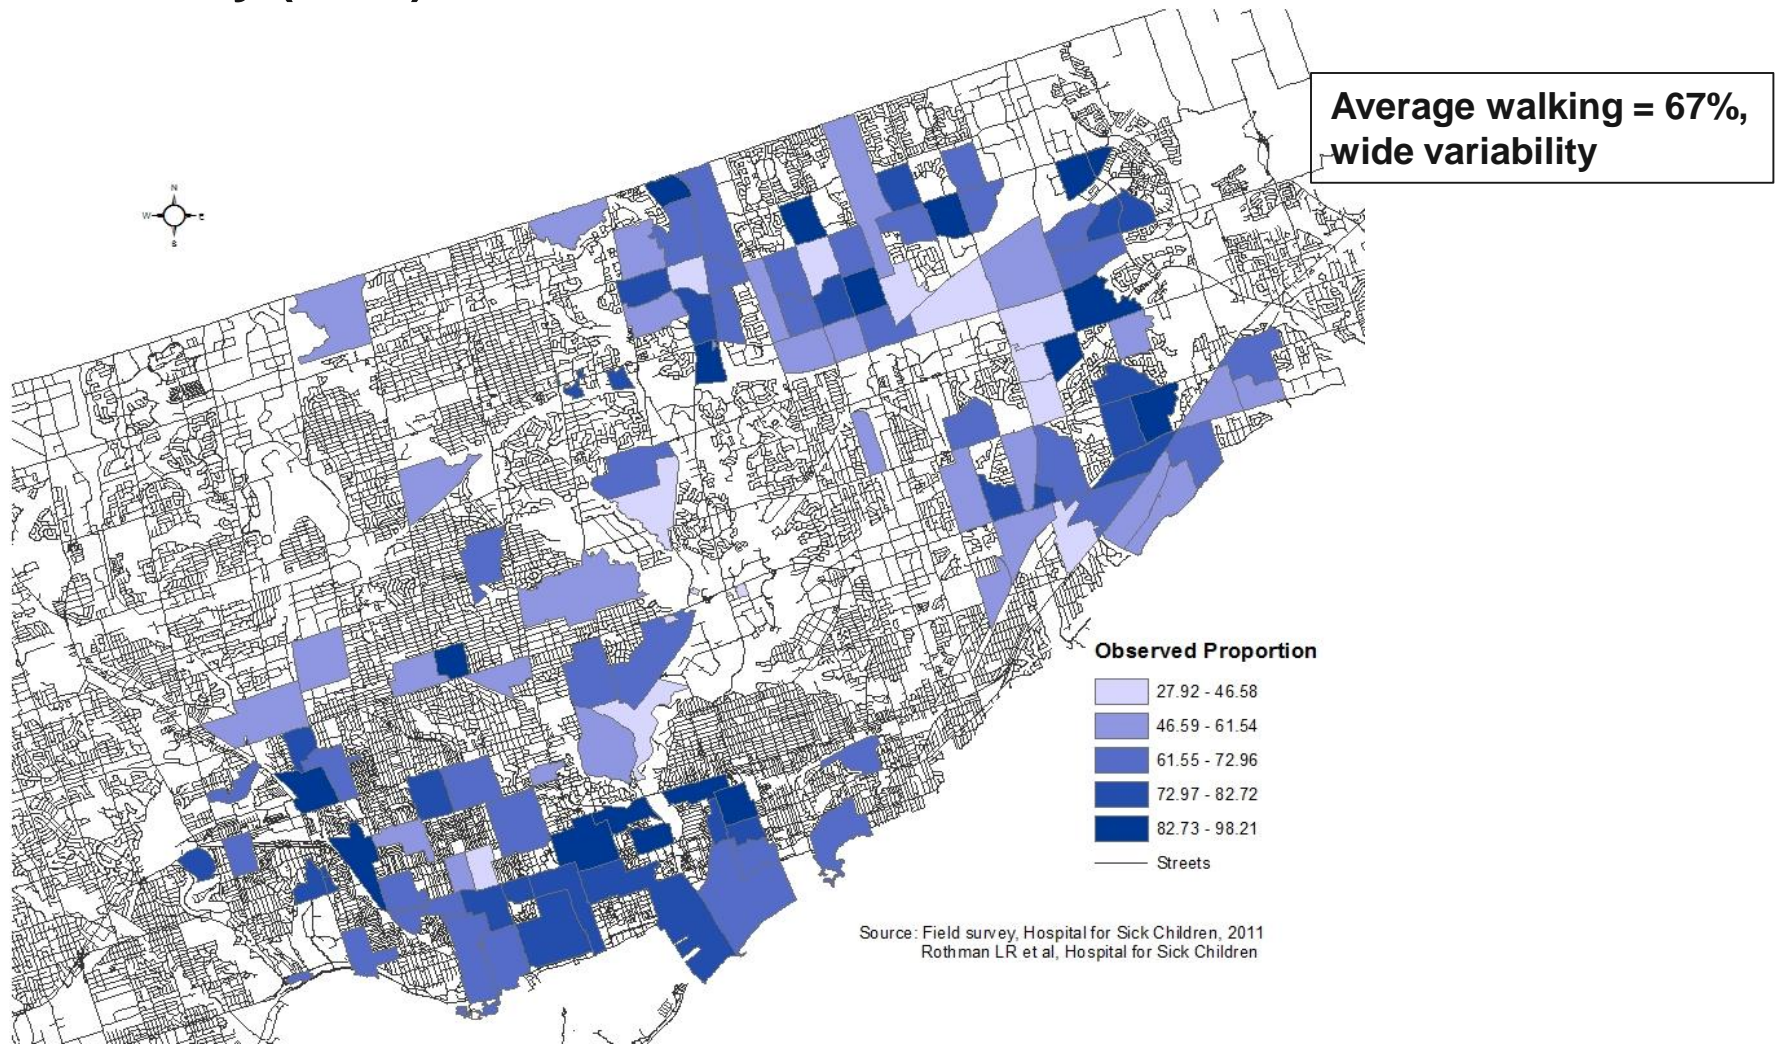 Average walking = 67%,
wide variability
N
W
E
S
Observed Proportion
27.92 - 46.58
46.59 - 61.54
61.55 - 72.96
72.97 - 82.72
82.73 - 98.21
Streets
Source: Field survey, Hospital for Sick Children, 2011
Rothman LR et al, Hospital for Sick Children